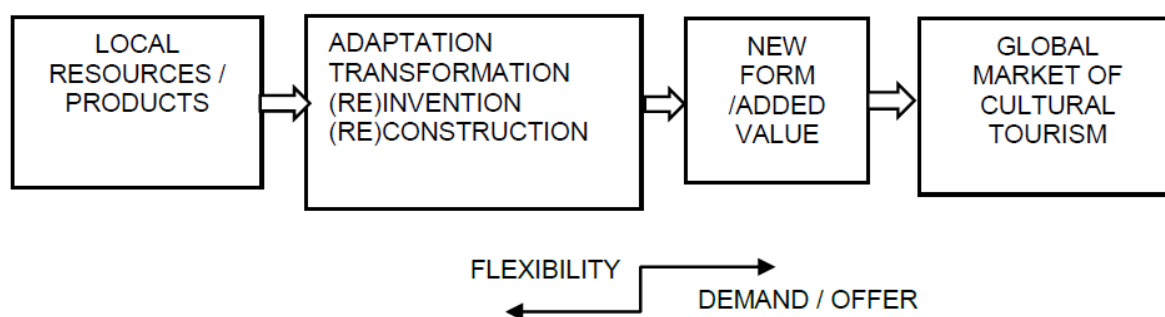 LOCAL
RESOURCES /
PRODUCTS
ADAPTATION
TRANSFORMATION
(RE)INVENTION
(RE)CONSTRUCTION
NEW
FORM
/ADDED
VALUE
GLOBAL
MARKET OF
CULTURAL
TOURISM
FLEXIBILITY
DEMAND / OFFER